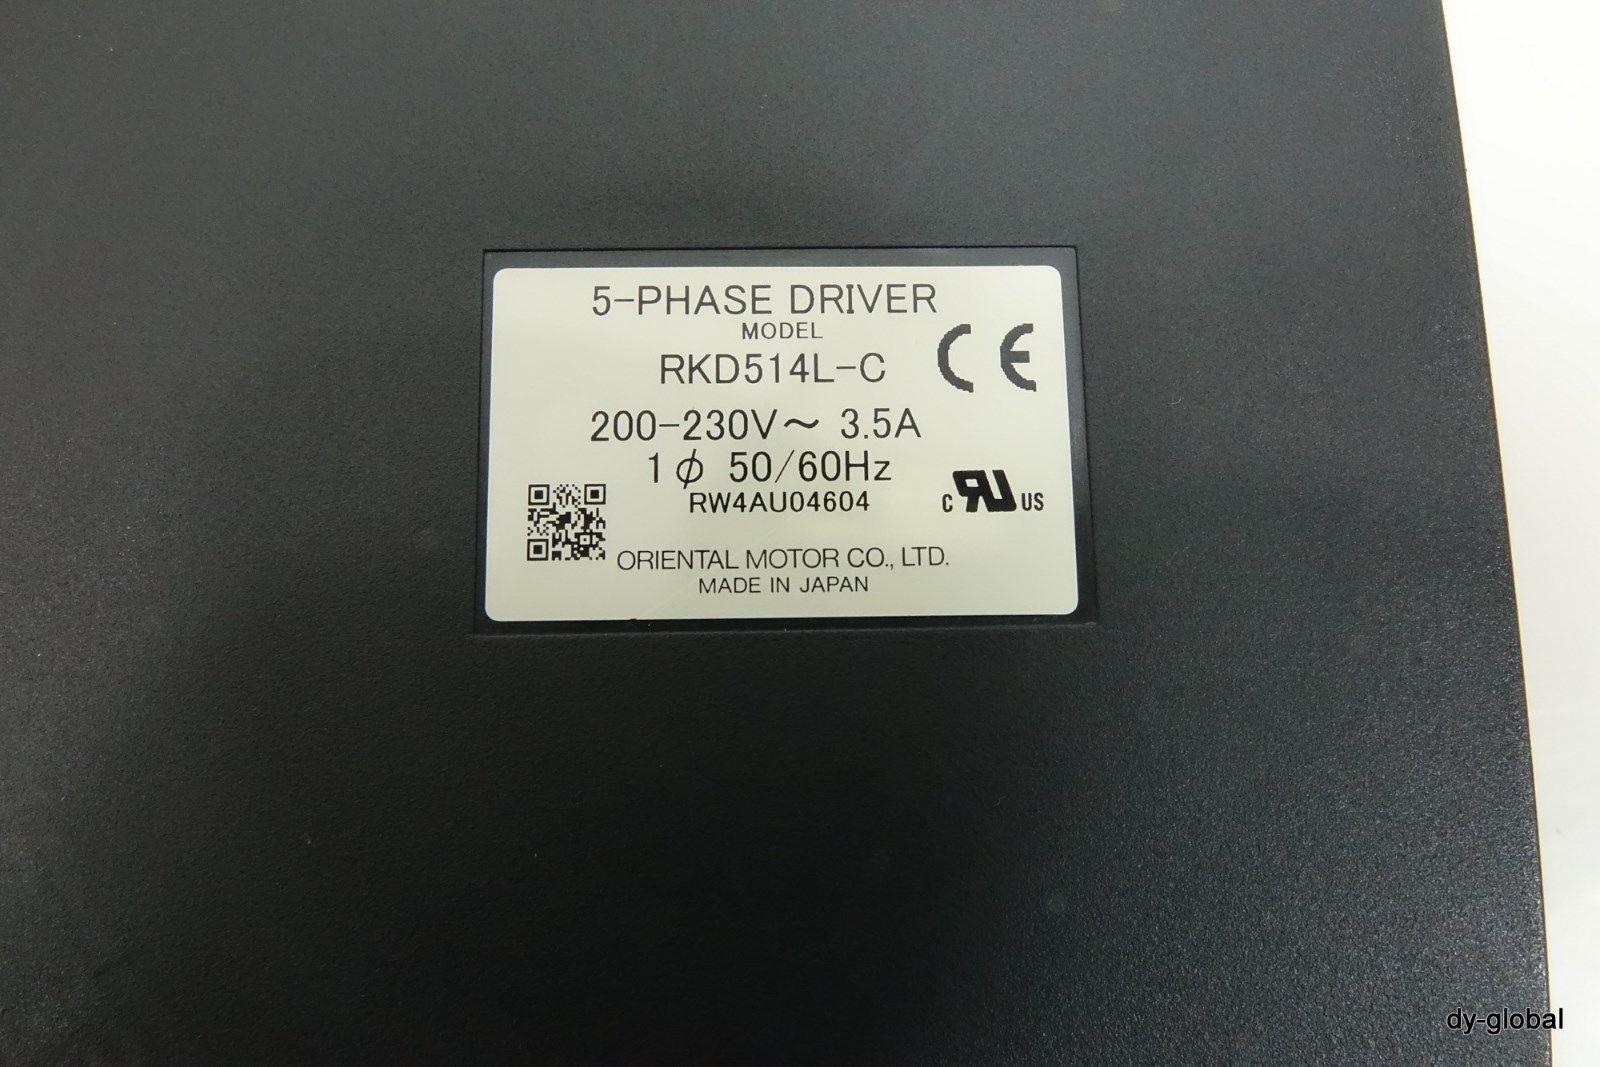 5-PHASE DRIVER
MODEL
RKD514L-C
CE
200-230V~ 3.5A
1φ 50/60Hz
RW4AU04604
C RU US
ORIENTAL MOTOR CO., LTD.
MADE IN JAPAN
dy-global